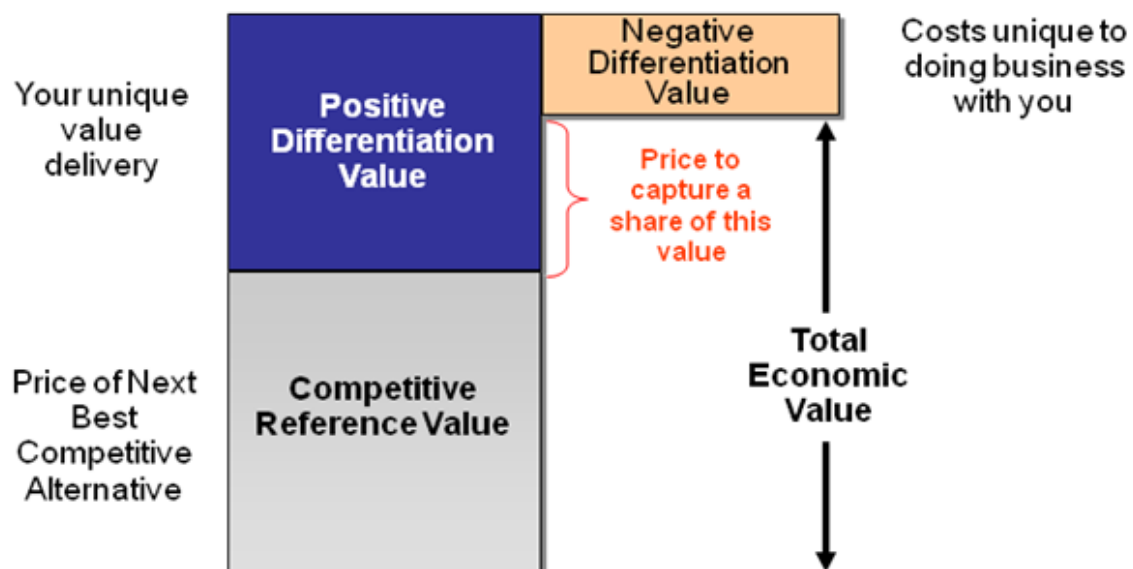 Your unique
value
delivery
Positive
Differentiation
Value
Negative
Differentiation
Value
Costs unique to
doing business
with you
Price to
capture a
share of this
value
Price of Next
Best
Competitive
Alternative
Competitive
Reference Value
Total
Economic
Value